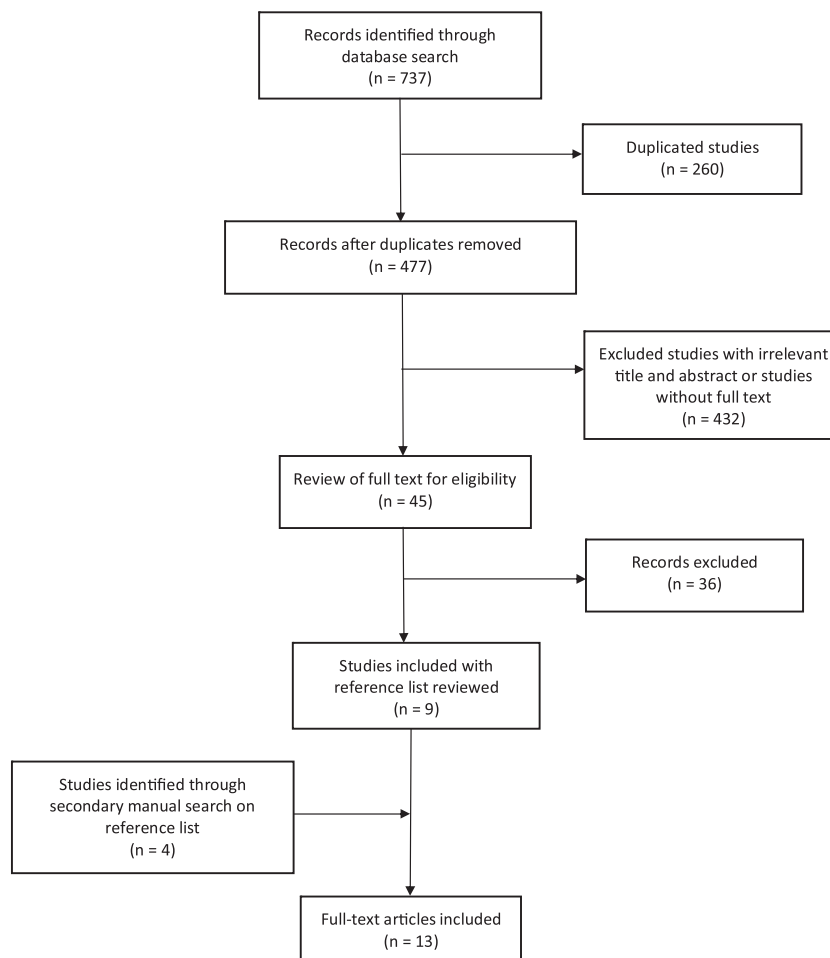 Records identified through
database search
(n = 737)
Duplicated studies
(n = 260)
Records after duplicates removed
(n = 477)
Excluded studies with irrelevant
title and abstract or studies
without full text
(n = 432)
Review of full text for eligibility
(n = 45)
Records excluded
(n = 36)
Studies included with
reference list reviewed
(n = 9)
Studies identified through
secondary manual search on
reference list
(n = 4)
Full-text articles included
(n = 13)